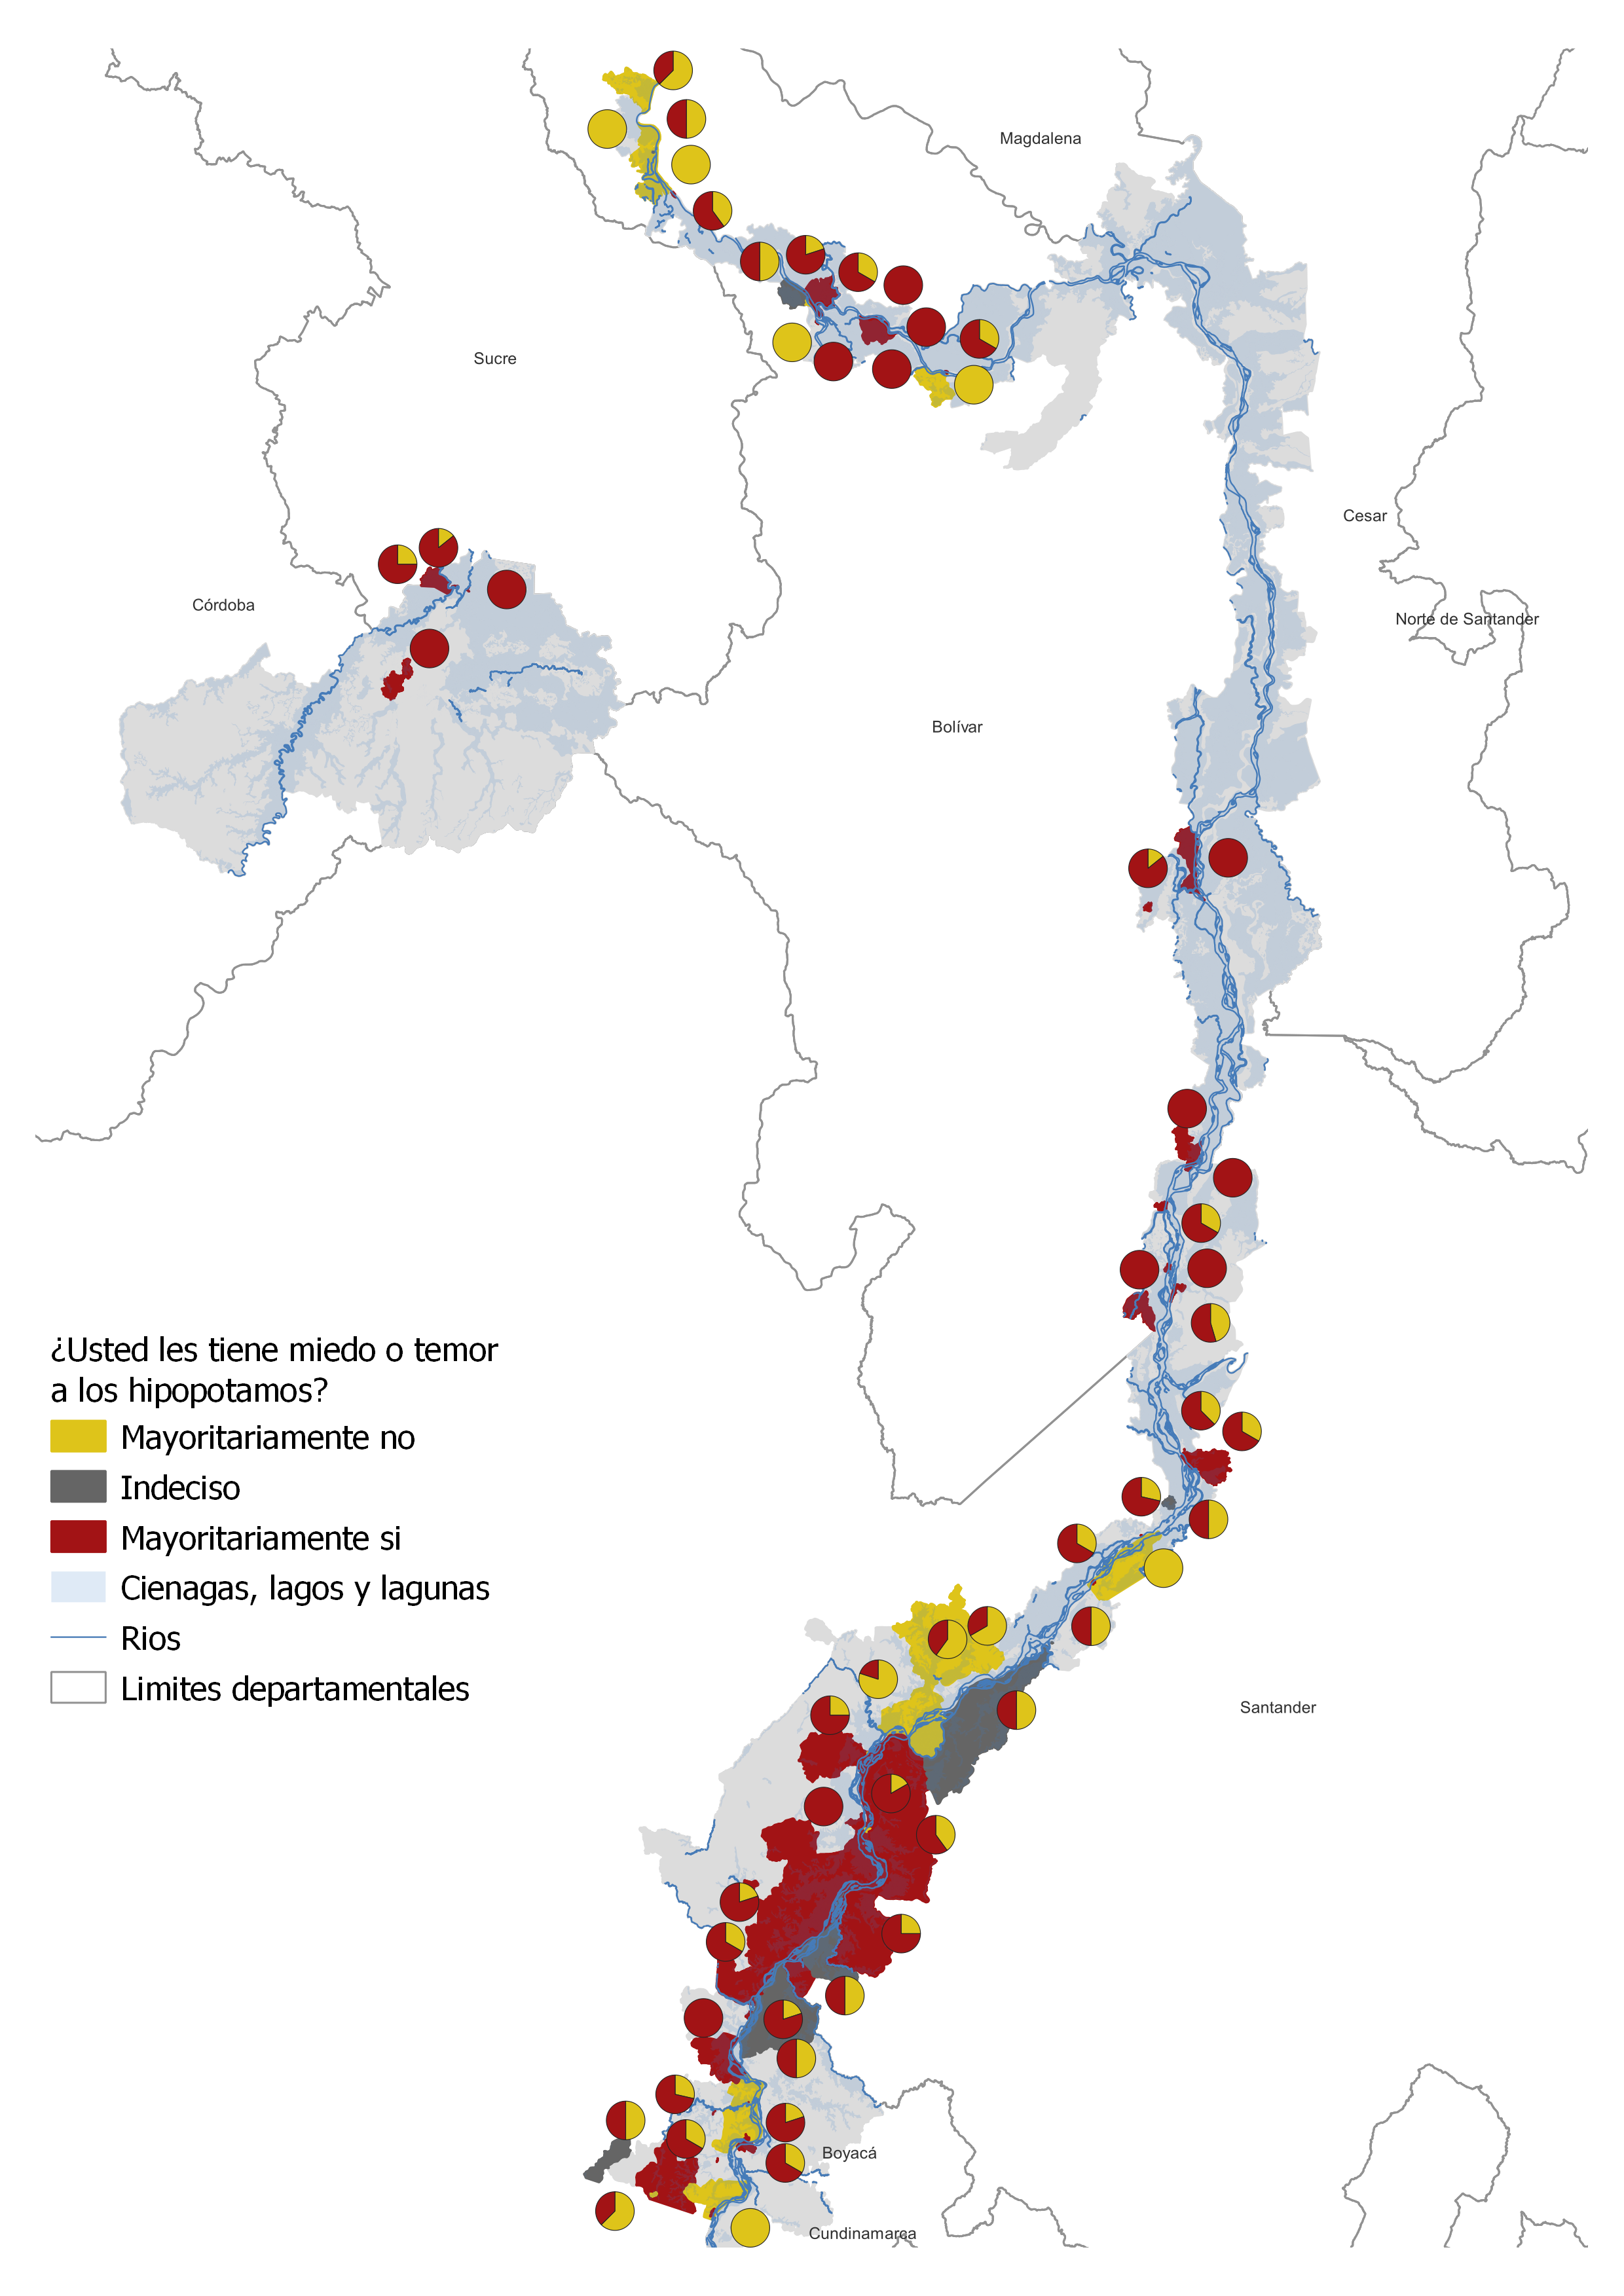 Magdalena
Sucre
Cesar
Córdoba
Norte de Santander
Bolívar
¿Usted les tiene miedo o temor
a los hipopotamos?
Mayoritariamente no
Indeciso
Mayoritariamente si
Cienagas, lagos y lagunas
Rios
Limites departamentales
Santander
Boyacá
Cundinamarca